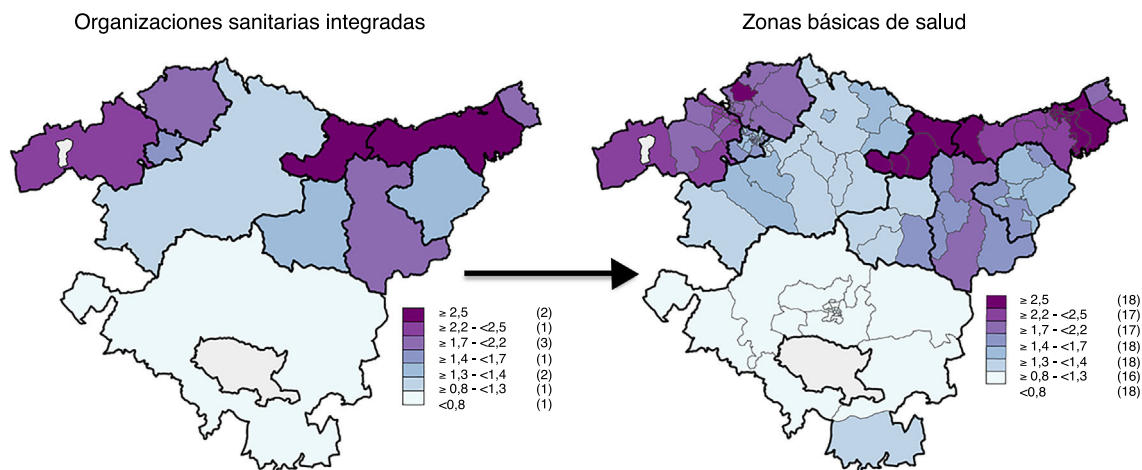 Organizaciones sanitarias integradas
Zonas básicas de salud
≥ 2,5 (2)
≥ 2,2 - <2,5 (1)
≥ 1,7 - <2,2 (3)
≥ 1,4 - <1,7 (1)
≥ 1,3 - <1,4 (2)
≥ 0,8 - <1,3 (1)
<0,8 (1)
≥ 2,5 (18)
≥ 2,2 - <2,5 (17)
≥ 1,7 - <2,2 (17)
≥ 1,4 - <1,7 (18)
≥ 1,3 - <1,4 (18)
≥ 0,8 - <1,3 (16)
<0,8 (18)